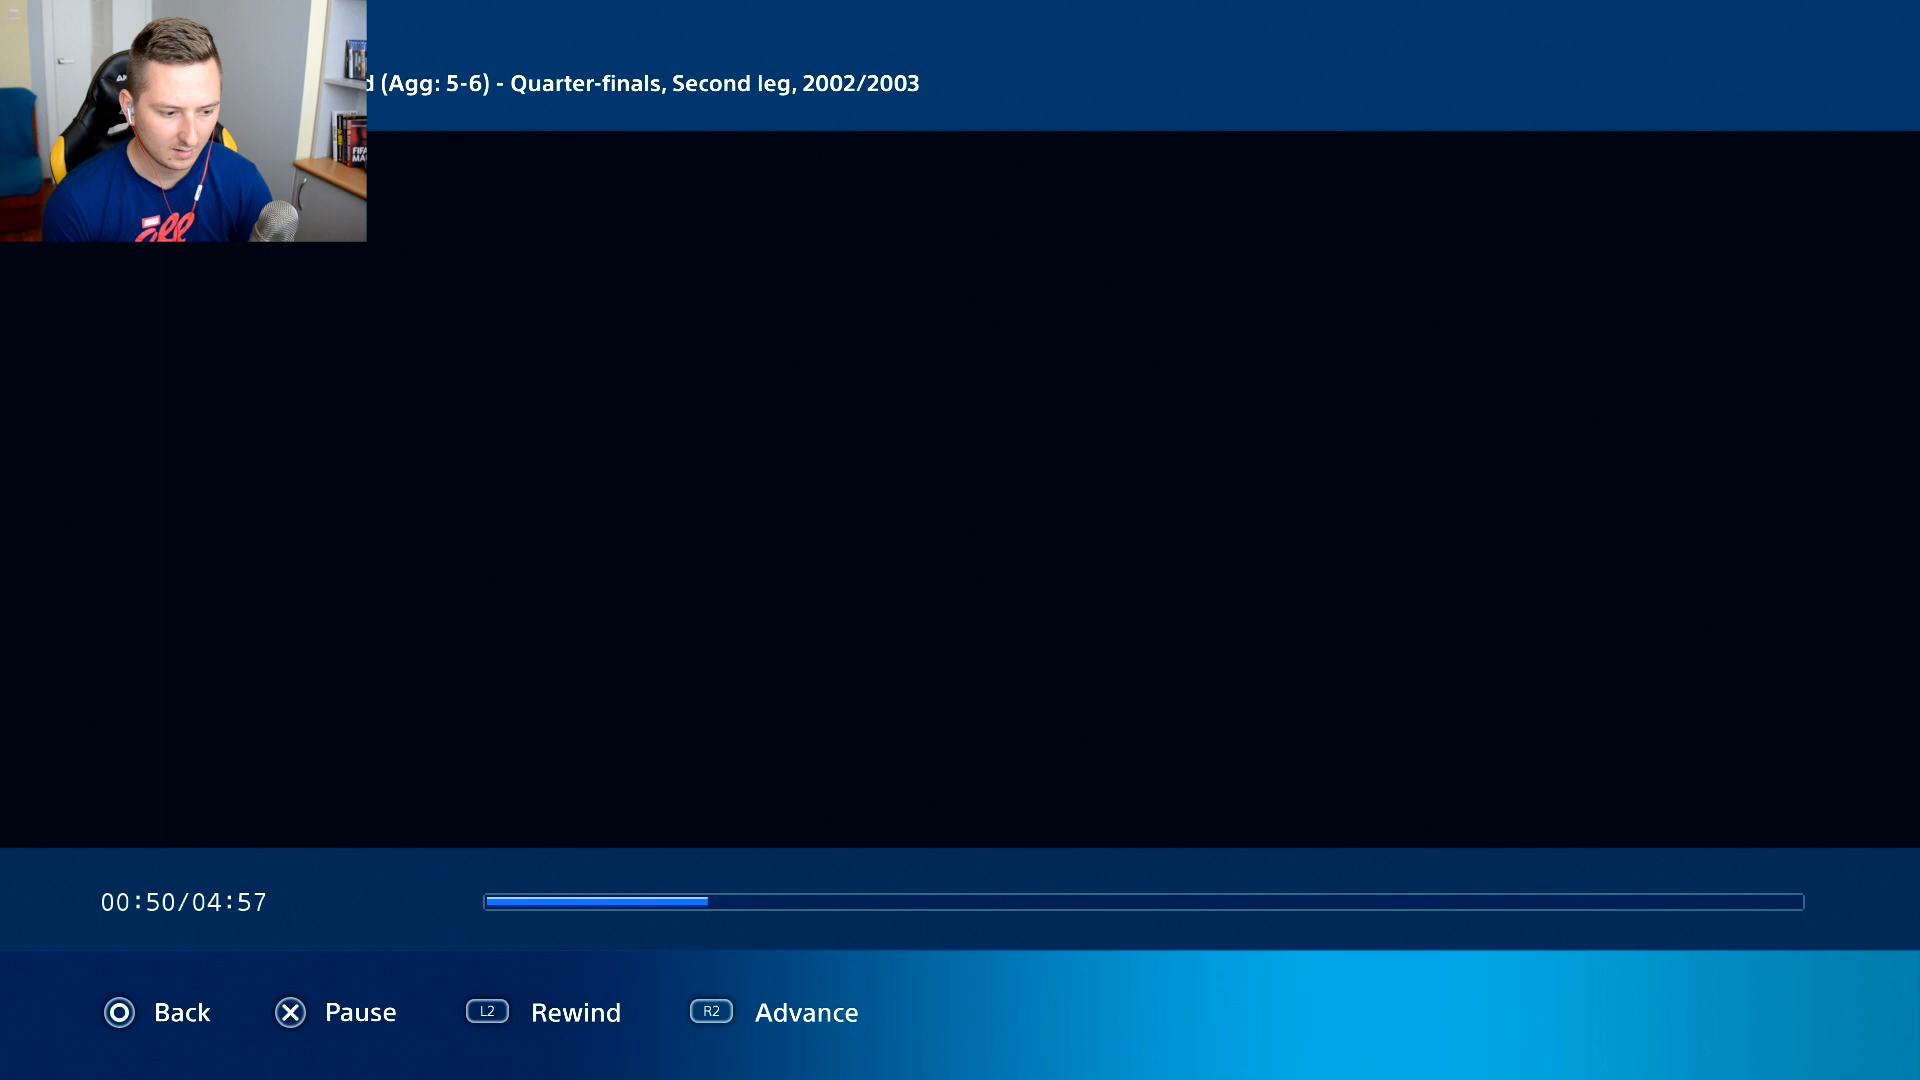 d (Agg: 5-6) - Quarter-finals, Second leg, 2002/2003
FIFA
00:50/04:57
Back
Pause
L2 Rewind
R2 Advance